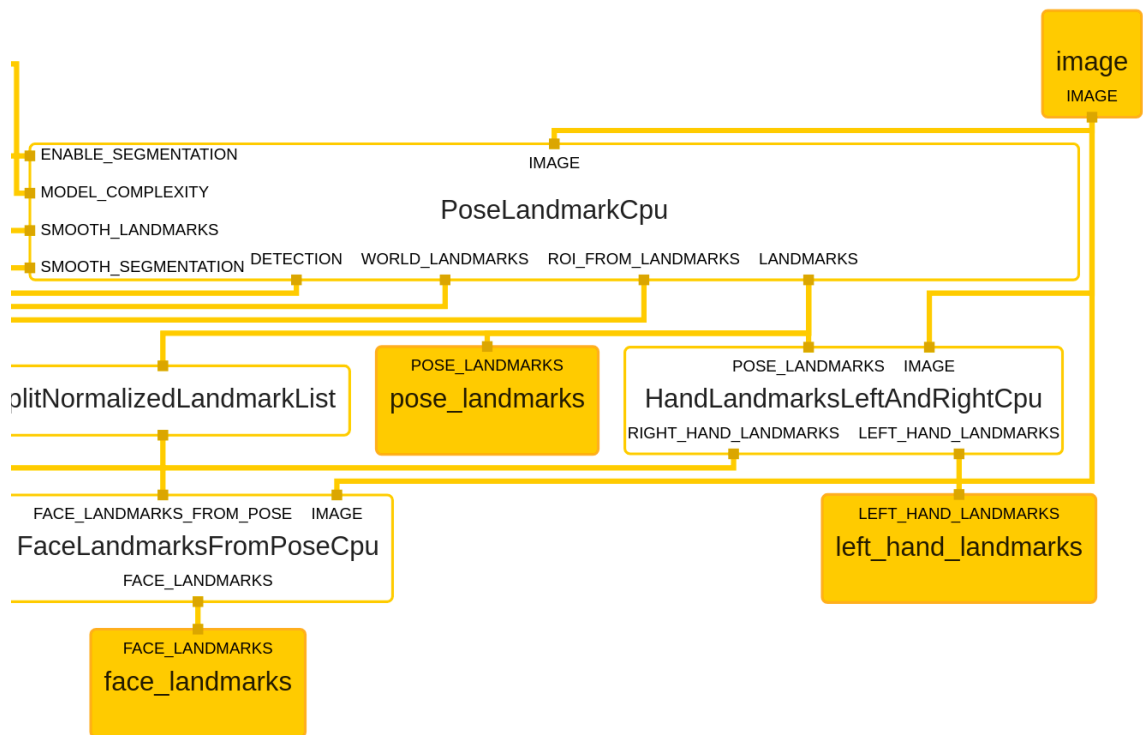 image
IMAGE
ENABLE_SEGMENTATION
IMAGE
MODEL_COMPLEXITY
PoseLandmarkCpu
SMOOTH_LANDMARKS
SMOOTH_SEGMENTATION
DETECTION
WORLD_LANDMARKS
ROI_FROM_LANDMARKS
LANDMARKS
plitNormalizedLandmarkList
POSE_LANDMARKS
pose_landmarks
POSE_LANDMARKS
IMAGE
HandLandmarksLeftAndRightCpu
RIGHT_HAND_LANDMARKS
LEFT_HAND_LANDMARKS
FACE_LANDMARKS_FROM_POSE
IMAGE
FaceLandmarksFromPoseCpu
FACE_LANDMARKS
LEFT_HAND_LANDMARKS
left_hand_landmarks
FACE_LANDMARKS
face_landmarks